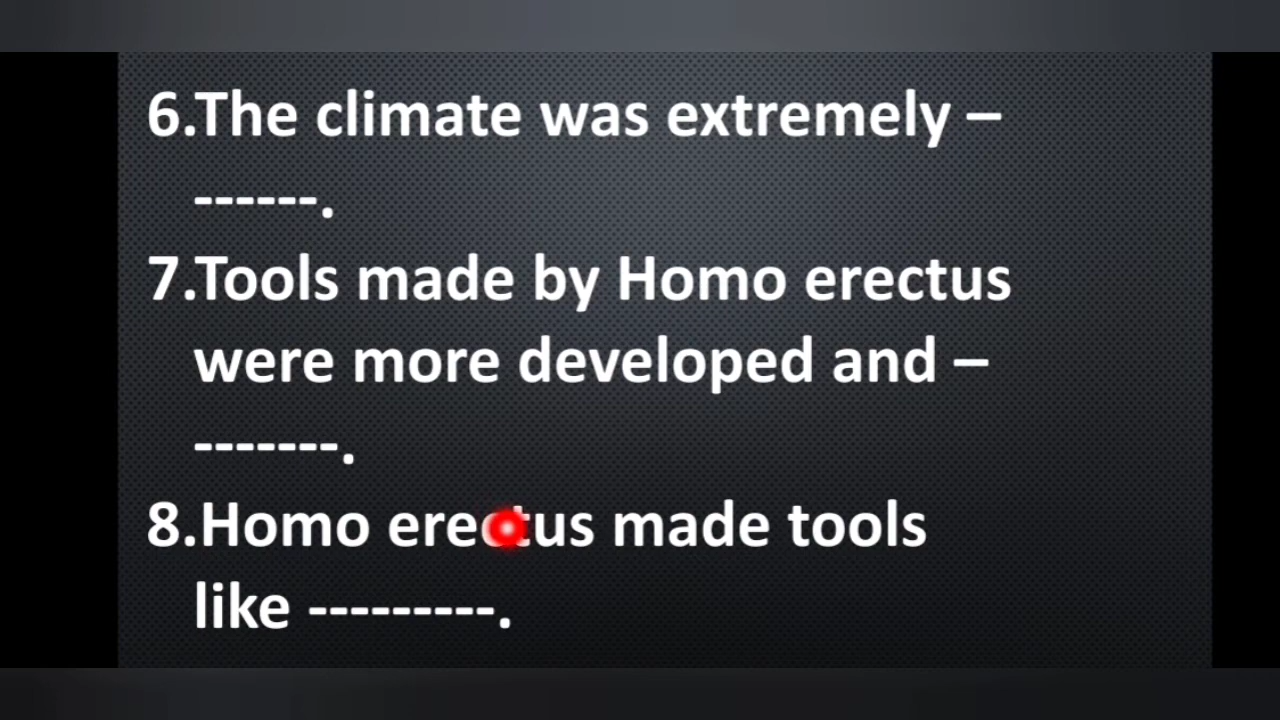 6.The climate was extremely –
------.
7.Tools made by Homo erectus
were more developed and –
-------.
8.Homo erectus made tools
like ---------.